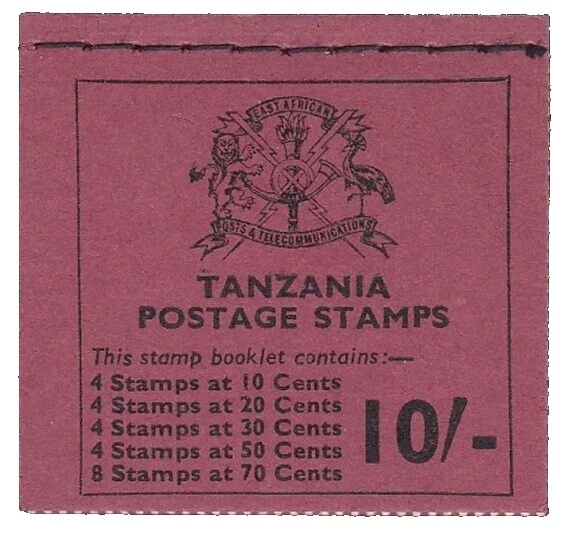 EAST AFRICAN
POSTS & TELECOMMUNICATIONS
TANZANIA
POSTAGE STAMPS
This stamp booklet contains:—
4 Stamps at 10 Cents
4 Stamps at 20 Cents
4 Stamps at 30 Cents
4 Stamps at 50 Cents
8 Stamps at 70 Cents
10/-